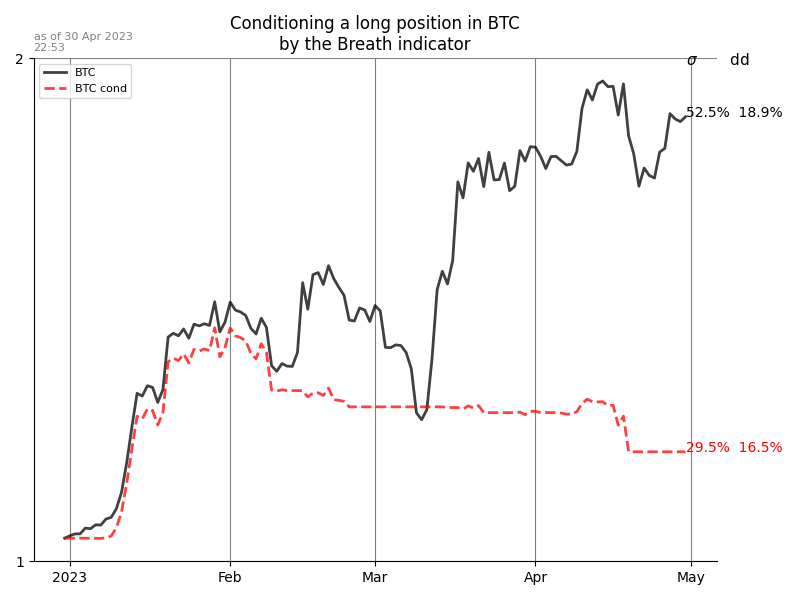 Conditioning a long position in BTC
by the Breath indicator
as of 30 Apr 2023
22:53
σ dd
2
BTC
BTC cond
52.5% 18.9%
29.5% 16.5%
1
2023 Feb Mar Apr May